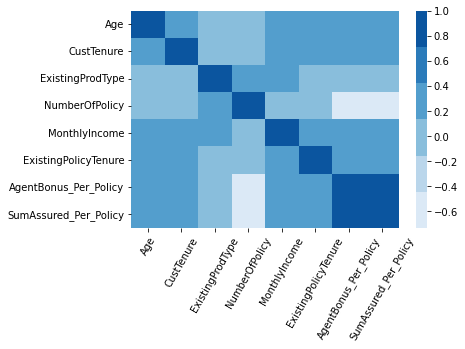 Age
CustTenure
ExistingProdType
NumberOfPolicy
MonthlyIncome
ExistingPolicyTenure
AgentBonus_Per_Policy
SumAssured_Per_Policy
Age
CustTenure
ExistingProdType
NumberOfPolicy
MonthlyIncome
ExistingPolicyTenure
AgentBonus_Per_Policy
SumAssured_Per_Policy
1.0
0.8
0.6
0.4
0.2
0.0
−0.2
−0.4
−0.6